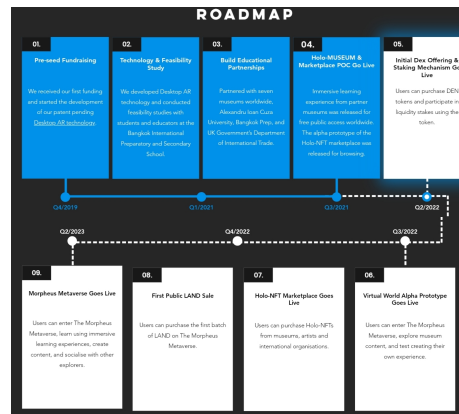 ROADMAP
01.
Pre-seed Fundraising
We received our first funding
and started the development
of our patent pending
Desktop AR technology.
02.
Technology & Feasibility
Study
We developed Desktop AR
technology and conducted
feasibility studies with
students and educators at the
Bangkok International
Preparatory and Secondary
School.
03.
Build Educational
Partnerships
Partnered with seven
museums worldwide,
Alexandru Ioan Cuza
University, Bangkok Prep, and
UK Government's Department
of International Trade.
04.
Holo-MUSEUM &
Marketplace POC Go Live
Immersive learning
experience from partner
museums was released for
free public access worldwide.
The alpha prototype of the
Holo-NFT marketplace was
released for browsing.
05.
Initial Dex Offering &
Staking Mechanism Go
Live
Users can purchase DEN
tokens and participate in
liquidity stakes using the
token.
Q4/2019
Q1/2021
Q3/2021
Q2/2022
Q2/2023
Q4/2022
Q3/2022
09.
Morpheus Metaverse Goes
Live
Users can enter The Morpheus
Metaverse, learn using immersive
learning experiences, create
content, and socialise with other
explorers.
08.
First Public LAND Sale
Users can purchase the first batch
of LAND on The Morpheus
Metaverse.
07.
Holo-NFT Marketplace Goes
Live
Users can purchase Holo-NFTs
from museums, artists and
international organisations.
06.
Virtual World Alpha Prototype
Goes Live
Users can enter The Morpheus
Metaverse, explore museum
content, and test creating their
own experience.